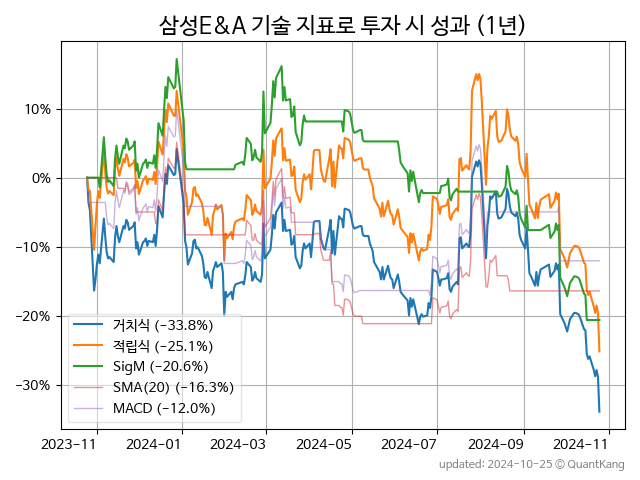 삼성E&A 기술 지표로 투자 시 성과 (1년)
10%
0%
−10%
−20%
−30%
거치식 (−33.8%)
적립식 (−25.1%)
SigM (−20.6%)
SMA(20) (−16.3%)
MACD (−12.0%)
2023-11
2024-01
2024-03
2024-05
2024-07
2024-09
2024-11
updated: 2024-10-25 © QuantKang